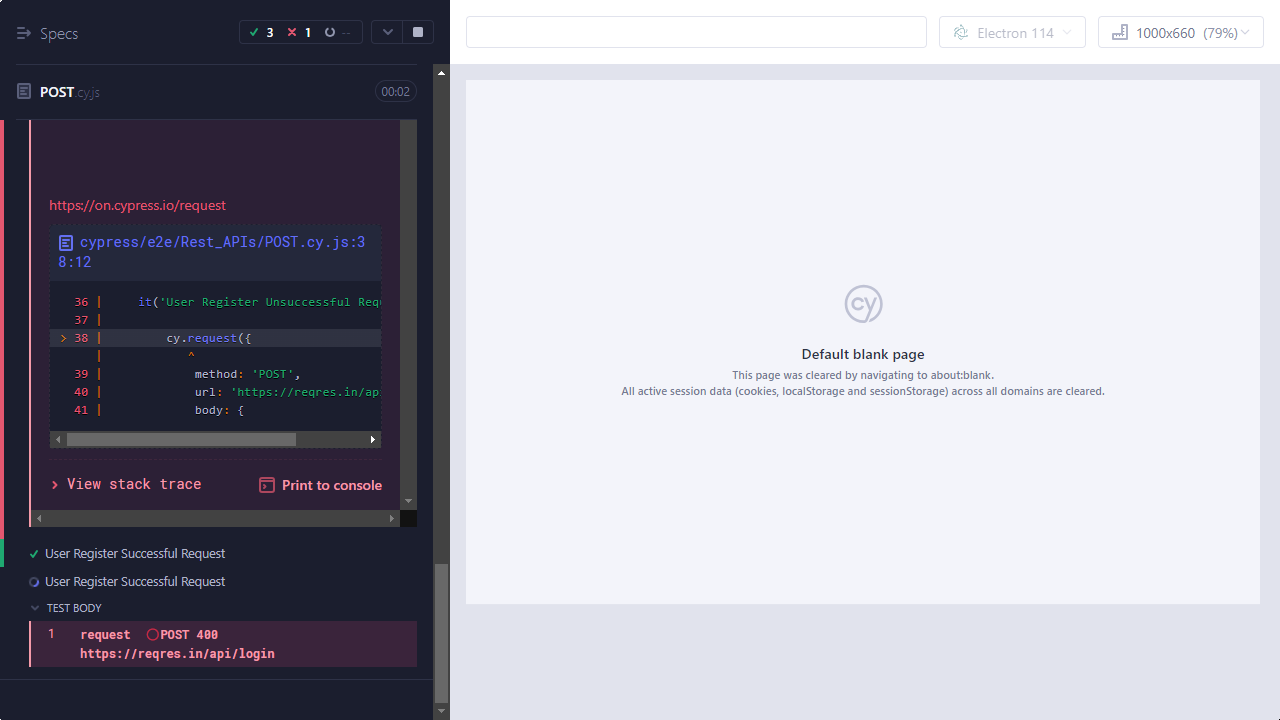 Specs
3
1
--
Electron 114
1000x660 (79%)
POST.cy.js
00:02
https://on.cypress.io/request
cypress/e2e/Rest_APIs/POST.cy.js:3
8:12
36 | it('User Register Unsuccessful Requ
37 |
> 38 | cy.request({
| ^
39 | method: 'POST',
40 | url: 'https://reqres.in/api
41 | body: {
View stack trace
Print to console
User Register Successful Request
User Register Successful Request
TEST BODY
1 request POST 400
https://reqres.in/api/login
cy
Default blank page
This page was cleared by navigating to about:blank.
All active session data (cookies, localStorage and sessionStorage) across all domains are cleared.